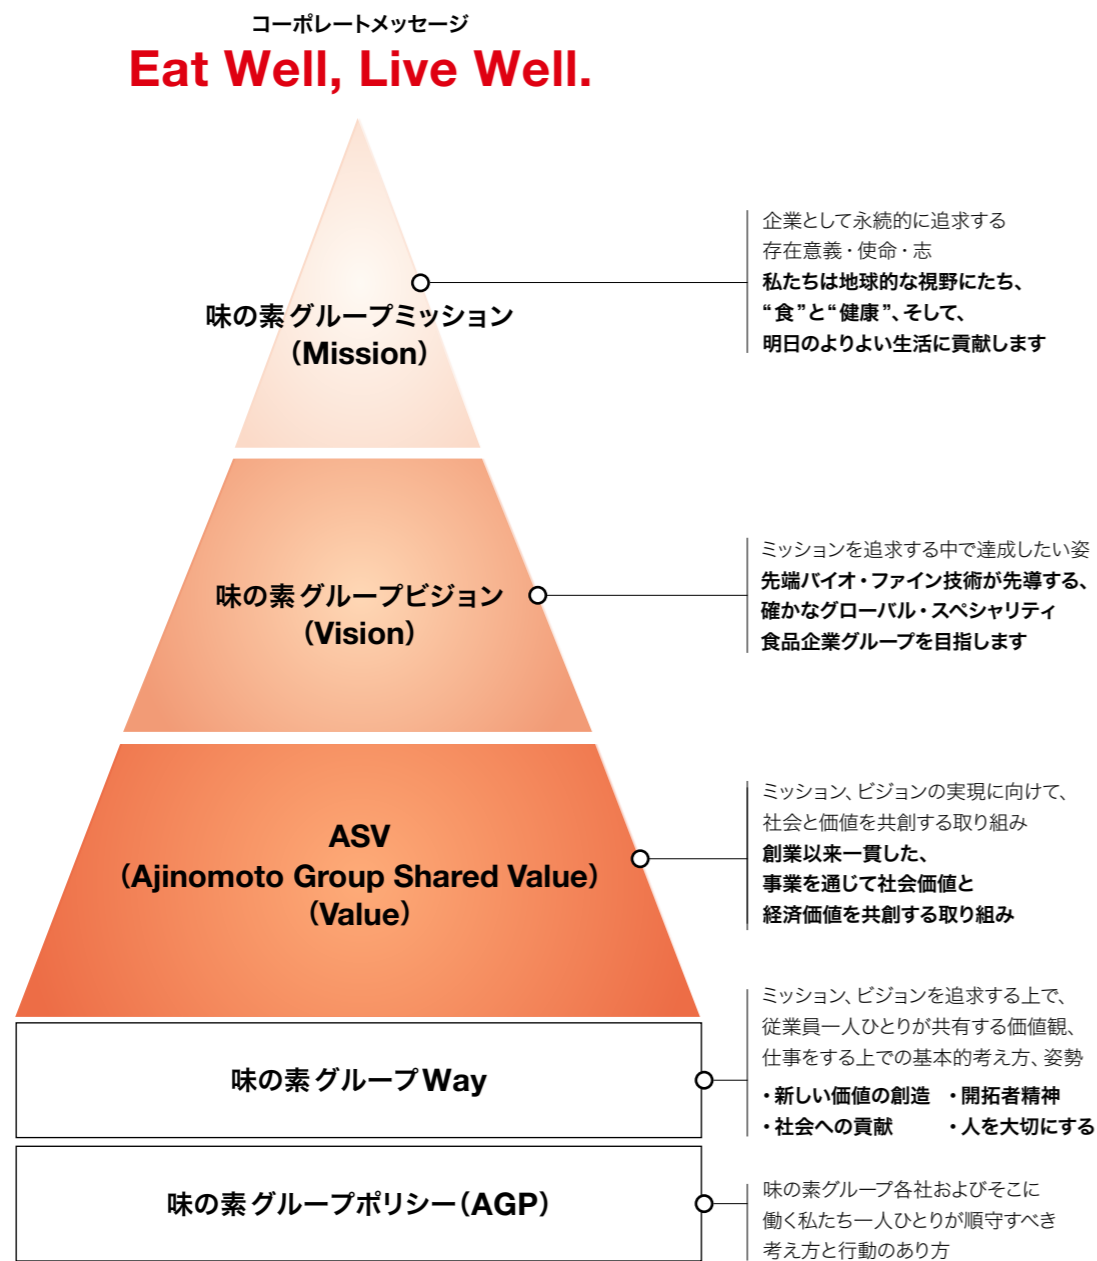 コーポレートメッセージ
Eat Well, Live Well.
味の素グループミッション
（Mission）
企業として永続的に追求する
存在意義・使命・志
私たちは地球的な視野にたち、
“食”と“健康”、そして、
明日のよりよい生活に貢献します
味の素グループビジョン
（Vision）
ミッションを追求する中で達成したい姿
先端バイオ・ファイン技術が先導する、
確かなグローバル・スペシャリティ
食品企業グループを目指します
ASV
（Ajinomoto Group Shared Value）
（Value）
ミッション、ビジョンの実現に向けて、
社会と価値を共創する取り組み
創業以来一貫した、
事業を通じて社会価値と
経済価値を共創する取り組み
味の素グループWay
ミッション、ビジョンを追求する上で、
従業員一人ひとりが共有する価値観、
仕事をする上での基本的考え方、姿勢
・新しい価値の創造 ・開拓者精神
・社会への貢献 ・人を大切にする
味の素グループポリシー（AGP）
味の素グループ各社およびそこに
働く私たち一人ひとりが順守すべき
考え方と行動のあり方